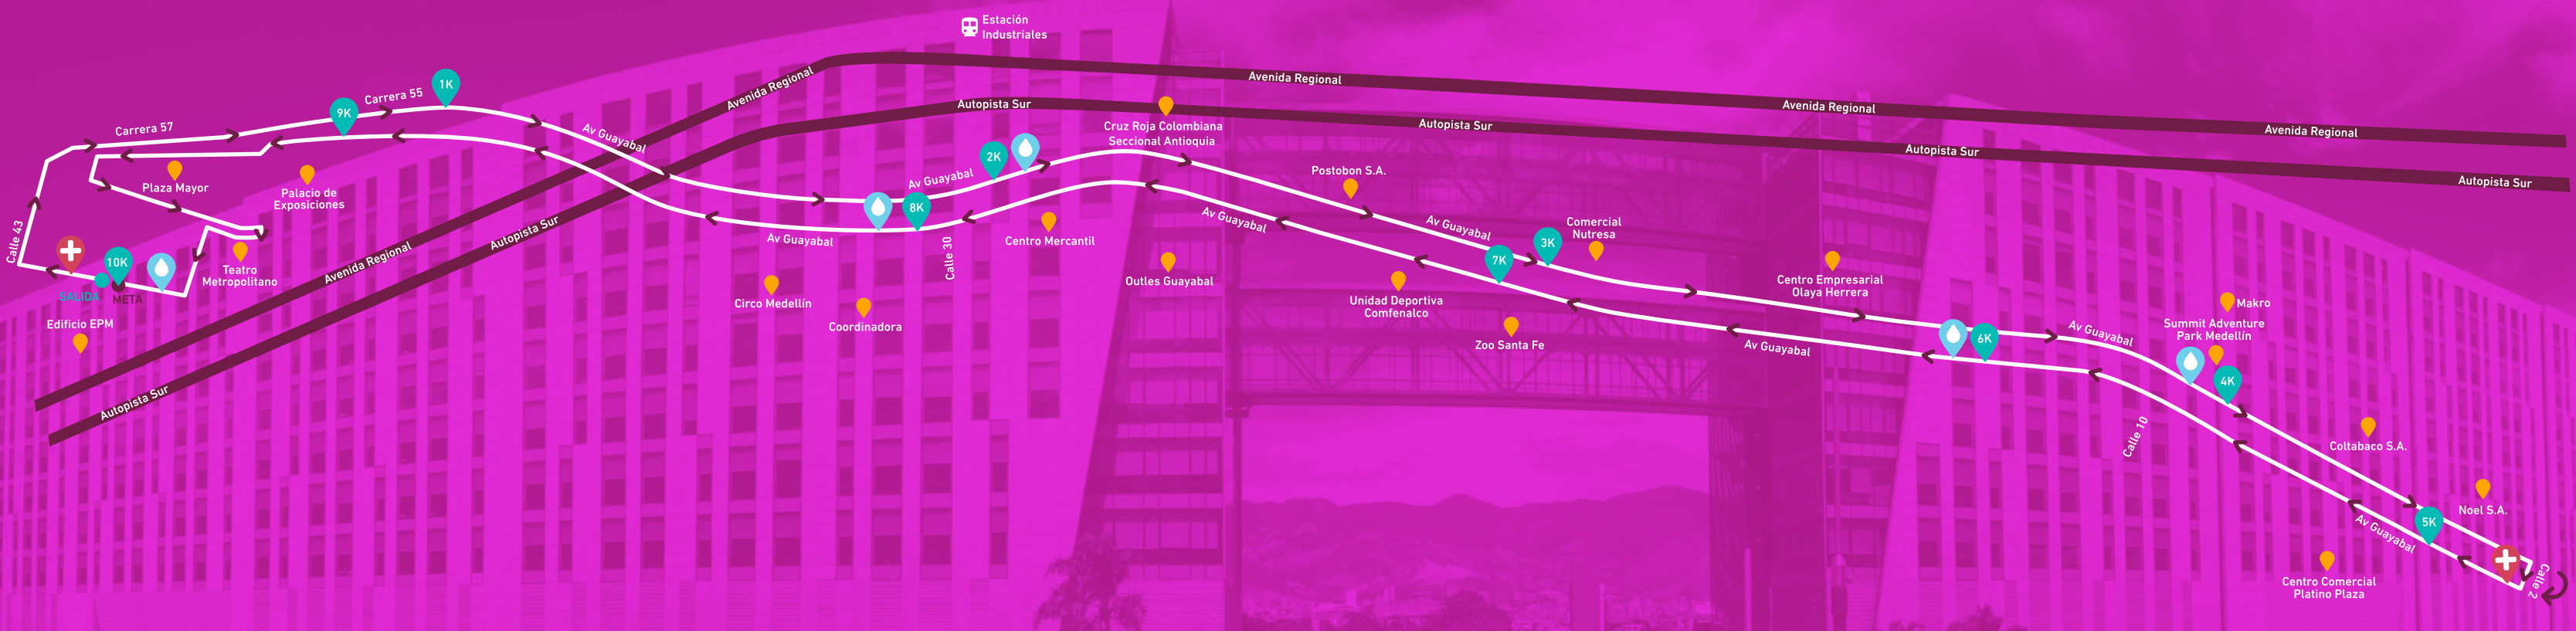 Estación
Industriales
Avenida Regional
Avenida Regional
Avenida Regional
Avenida Regional
Avenida Regional
Autopista Sur
Autopista Sur
Autopista Sur
Autopista Sur
Autopista Sur
Autopista Sur
1K
9K
Carrera 55
Carrera 57
Av Guayabal
Plaza Mayor
Palacio de
Exposiciones
Calle 43
10K
SALIDA
META
Teatro
Metropolitano
Edificio EPM
2K
Av Guayabal
8K
Av Guayabal
Calle 30
Circo Medellín
Coordinadora
Centro Mercantil
Cruz Roja Colombiana
Seccional Antioquia
Outles Guayabal
Av Guayabal
Postobon S.A.
Av Guayabal
7K
3K
Comercial
Nutresa
Unidad Deportiva
Comfenalco
Zoo Santa Fe
Av Guayabal
Centro Empresarial
Olaya Herrera
6K
Av Guayabal
Makro
Summit Adventure
Park Medellín
4K
Calle 10
Coltabaco S.A.
Noel S.A.
5K
Av Guayabal
Calle 2
Centro Comercial
Platino Plaza